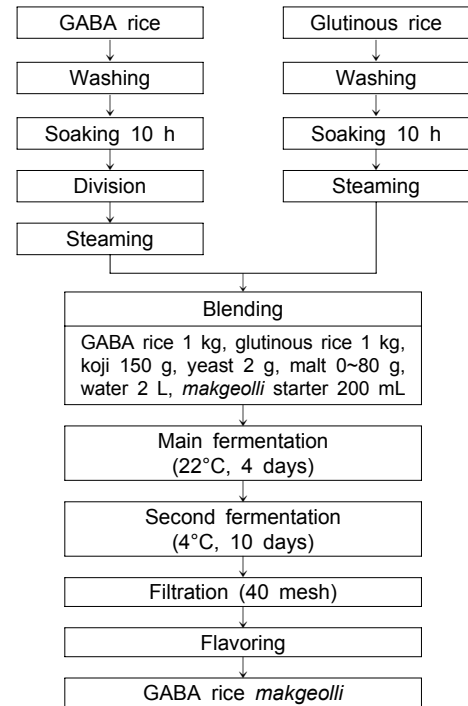 GABA rice
Washing
Soaking 10 h
Division
Steaming
Glutinous rice
Washing
Soaking 10 h
Steaming
Blending
GABA rice 1 kg, glutinous rice 1 kg,
koji 150 g, yeast 2 g, malt 0~80 g,
water 2 L, makgeolli starter 200 mL
Main fermentation
(22°C, 4 days)
Second fermentation
(4°C, 10 days)
Filtration (40 mesh)
Flavoring
GABA rice makgeolli